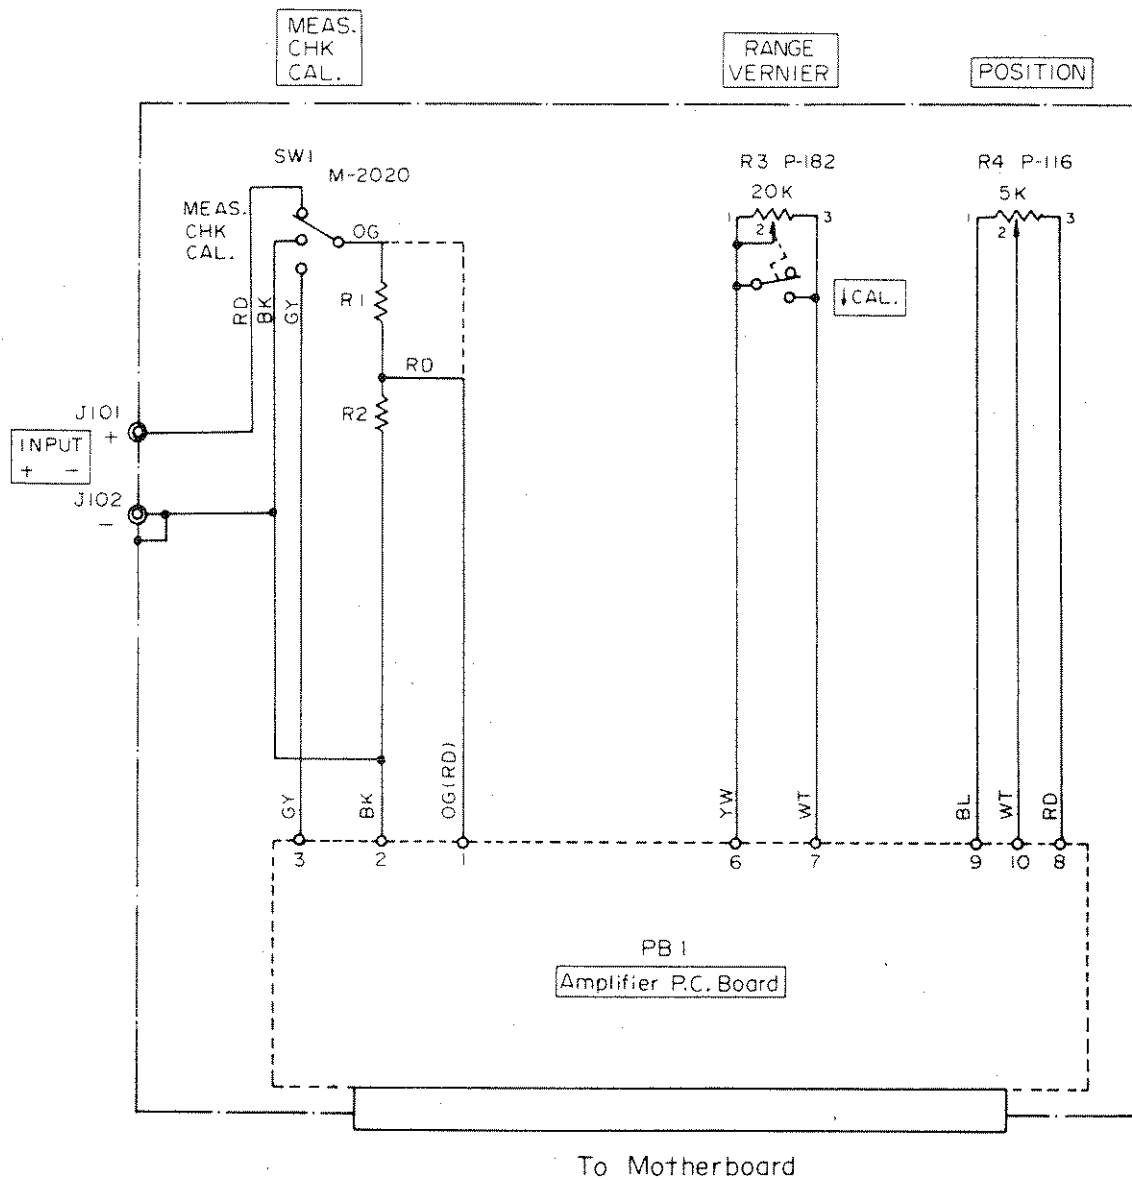 MEAS.
CHK
CAL.
RANGE
VERNIER
POSITION
SW1
M-2020
MEAS.
CHK
CAL.
OG
RD
BK
GY
R1
RD
R2
R3 P-182
20K
1
2
3
↓CAL.
R4 P-116
5K
1
2
3
J101
+
INPUT
+ -
J102
-
GY
BK
OG(RD)
YW
WT
BL
WT
RD
3
2
1
6
7
9
10
8
PB1
Amplifier P.C. Board
To Motherboard